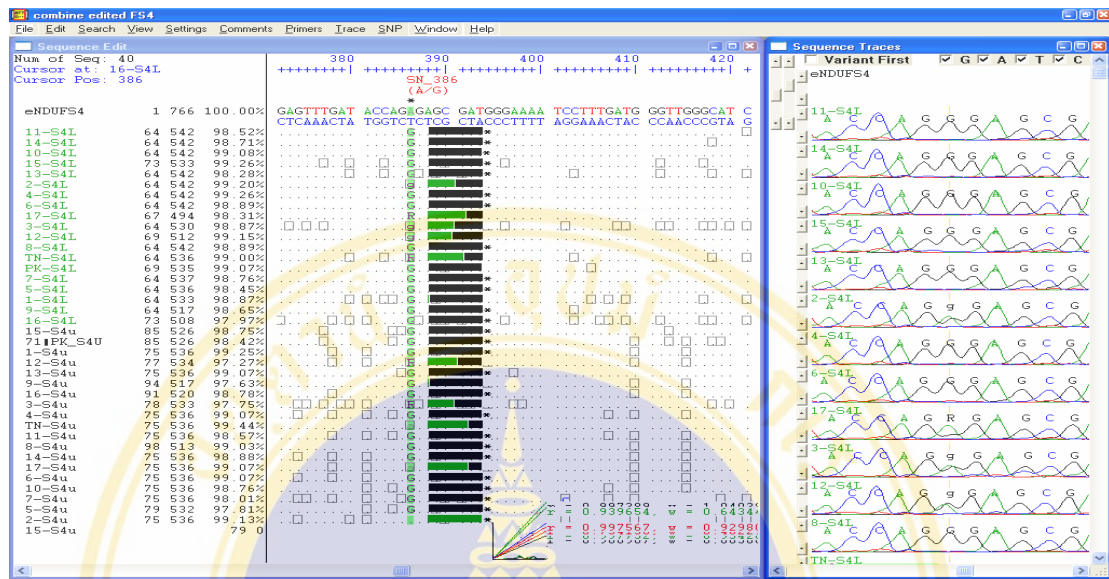 combine edited FS4
File Edit Search View Settings Comments Primers Trace SNP Window Help
Sequence Edit
Num of Seq: 40
Cursor at: 16-S4L
Cursor Pos: 386
380 390 400 410 420
SN_386
(A/G)
eNDUFS4 1 766 100.00% GAGTTTGAT ACCAGAGAGC GATGGGAAAA TCCTTTGATG GGTTGGGCAT C
CTCAAACTA TGGTCTCTCG CTACCCTTTT AGGAAACTAC CCAACCCGTA G
11-S4L 64 542 98.52% G
14-S4L 64 542 98.71% G
10-S4L 64 542 99.08% G
15-S4L 73 533 99.26% G
13-S4L 64 542 98.28% G
2-S4L 64 542 99.20% g
4-S4L 64 542 99.26% G
6-S4L 64 542 98.89% G
17-S4L 67 494 98.31% R
3-S4L 64 530 98.87% g
12-S4L 69 512 99.15% g
8-S4L 64 542 98.89% G
TN-S4L 64 536 99.00% R
PK-S4L 69 535 99.07% G
7-S4L 64 537 98.76% G
5-S4L 64 536 98.45% G
1-S4L 64 533 98.87% G
9-S4L 64 517 98.65% G
16-S4L 73 508 97.97% G
15-S4u 85 526 98.75% G
71 PK_S4U 85 526 98.42% G
1-S4u 75 536 99.25% G
12-S4u 77 534 97.27% R
13-S4u 75 536 99.07% G
9-S4u 94 517 97.63% G
16-S4u 91 520 98.78% G
3-S4u 78 533 97.75% R
4-S4u 75 536 99.07% G
TN-S4u 75 536 99.44%
11-S4u 75 536 98.57% G
8-S4u 98 513 99.03% G
14-S4u 75 536 98.88% G
17-S4u 75 536 99.07%
6-S4u 75 536 99.07% G
10-S4u 75 536 98.76% G
7-S4u 75 536 98.01% G
5-S4u 79 532 97.81% G
2-S4u 75 536 99.13%
15-S4u 79 0
Sequence Traces
Variant First G A T C
eNDUFS4
11-S4L
A C C A G G G A G C G
14-S4L
A C C A G G G A G C G
10-S4L
A C C A G G G A G C G
15-S4L
A C C A G G G A G C G
13-S4L
A C C A G G G A G C G
2-S4L
A C C A G g G A G C G
4-S4L
A C C A G G G A G C G
6-S4L
A C C A G G G A G C G
17-S4L
A C C A G R G A G C G
3-S4L
A C C A G g G A G C G
12-S4L
A C C A G g G A G C G
8-S4L
A C C A G G G A G C G
TN-S4L